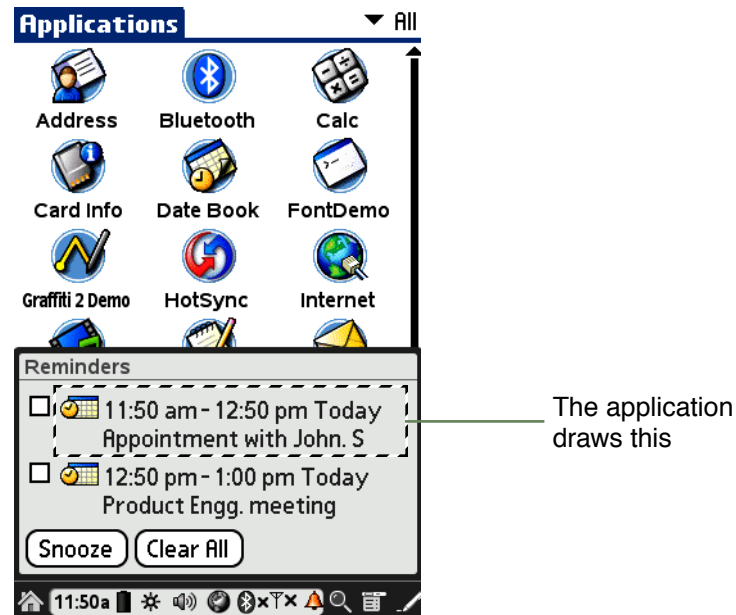 Applications
All
Address Bluetooth Calc
Card Info Date Book FontDemo
Graffiti 2 Demo HotSync Internet
Reminders
11:50 am - 12:50 pm Today
Appointment with John. S
12:50 pm - 1:00 pm Today
Product Engg. meeting
Snooze Clear All
11:50a
The application
draws this